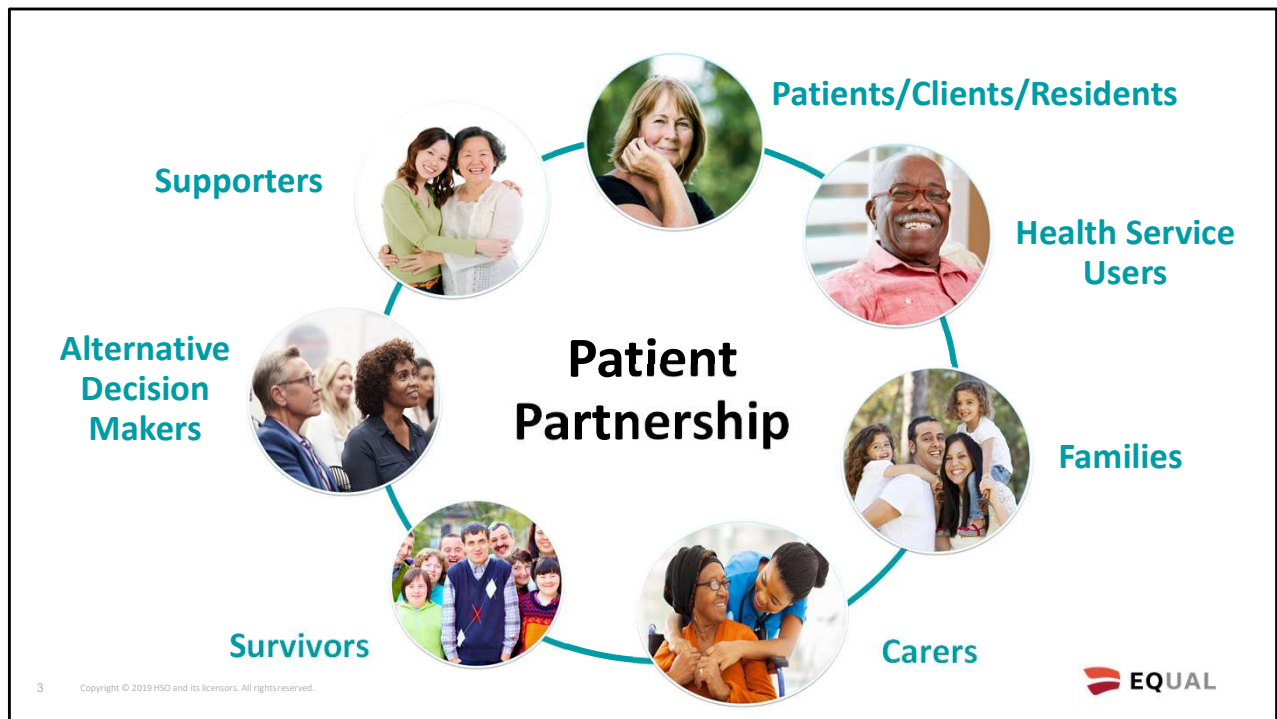 Patients/Clients/Residents
Supporters
Health Service
Users
Alternative
Decision
Makers
Patient
Partnership
Families
Survivors
Carers
3
Copyright © 2019 HSO and its licensors. All rights reserved.
EQUAL